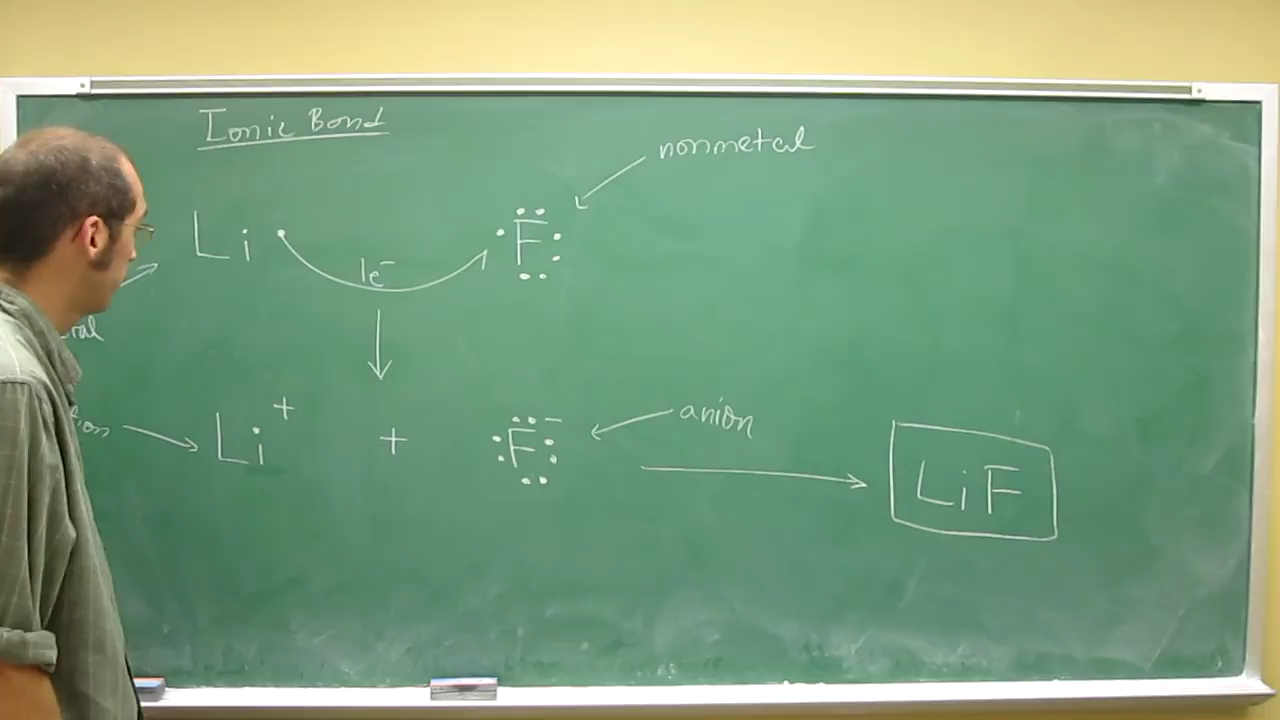 Ionic Bond
nonmetal
Li · 1e⁻ :F:
Li⁺ + :F:⁻
anion
LiF